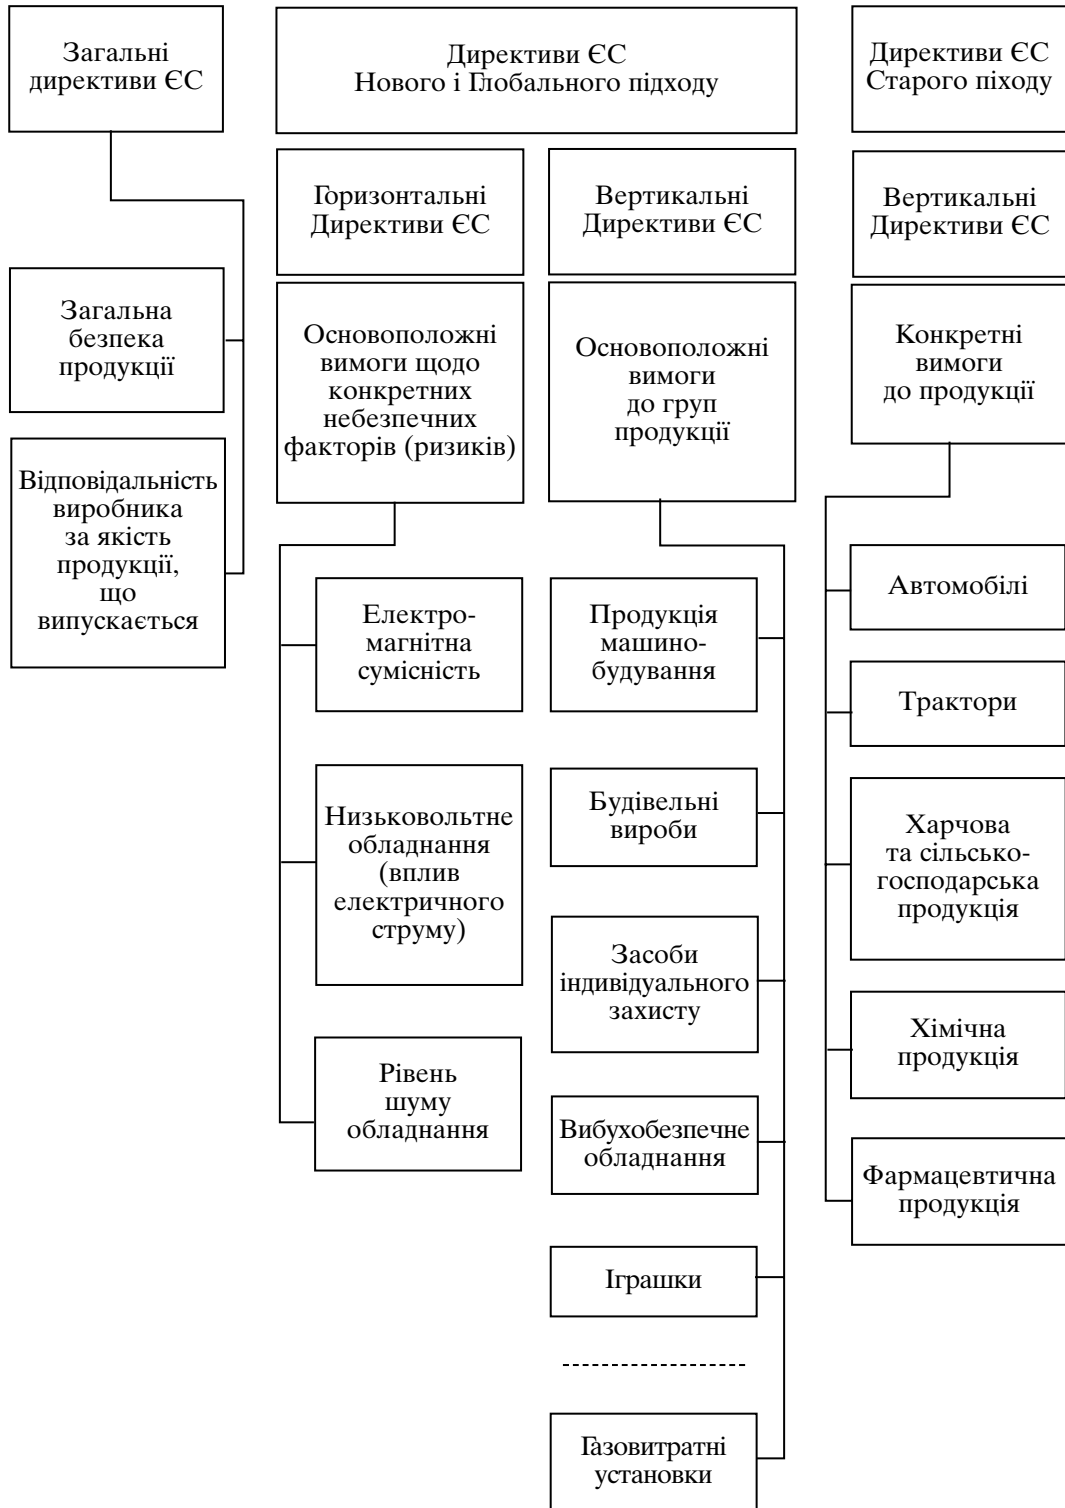 Загальні
директиви ЄС
Директиви ЄС
Нового і Глобального підходу
Директиви ЄС
Старого піходу
Горизонтальні
Директиви ЄС
Вертикальні
Директиви ЄС
Вертикальні
Директиви ЄС
Загальна
безпека
продукції
Відповідальність
виробника
за якість
продукції,
що
випускається
Основоположні
вимоги щодо
конкретних
небезпечних
факторів (ризиків)
Електро-
магнітна
сумісність
Низьковольтне
обладнання
(вплив
електричного
струму)
Рівень
шуму
обладнання
Основоположні
вимоги
до груп
продукції
Продукція
машино-
будування
Будівельні
вироби
Засоби
індивідуального
захисту
Вибухобезпечне
обладнання
Іграшки
Газовитратні
установки
Конкретні
вимоги
до продукції
Автомобілі
Трактори
Харчова
та сільсько-
господарська
продукція
Хімічна
продукція
Фармацевтична
продукція